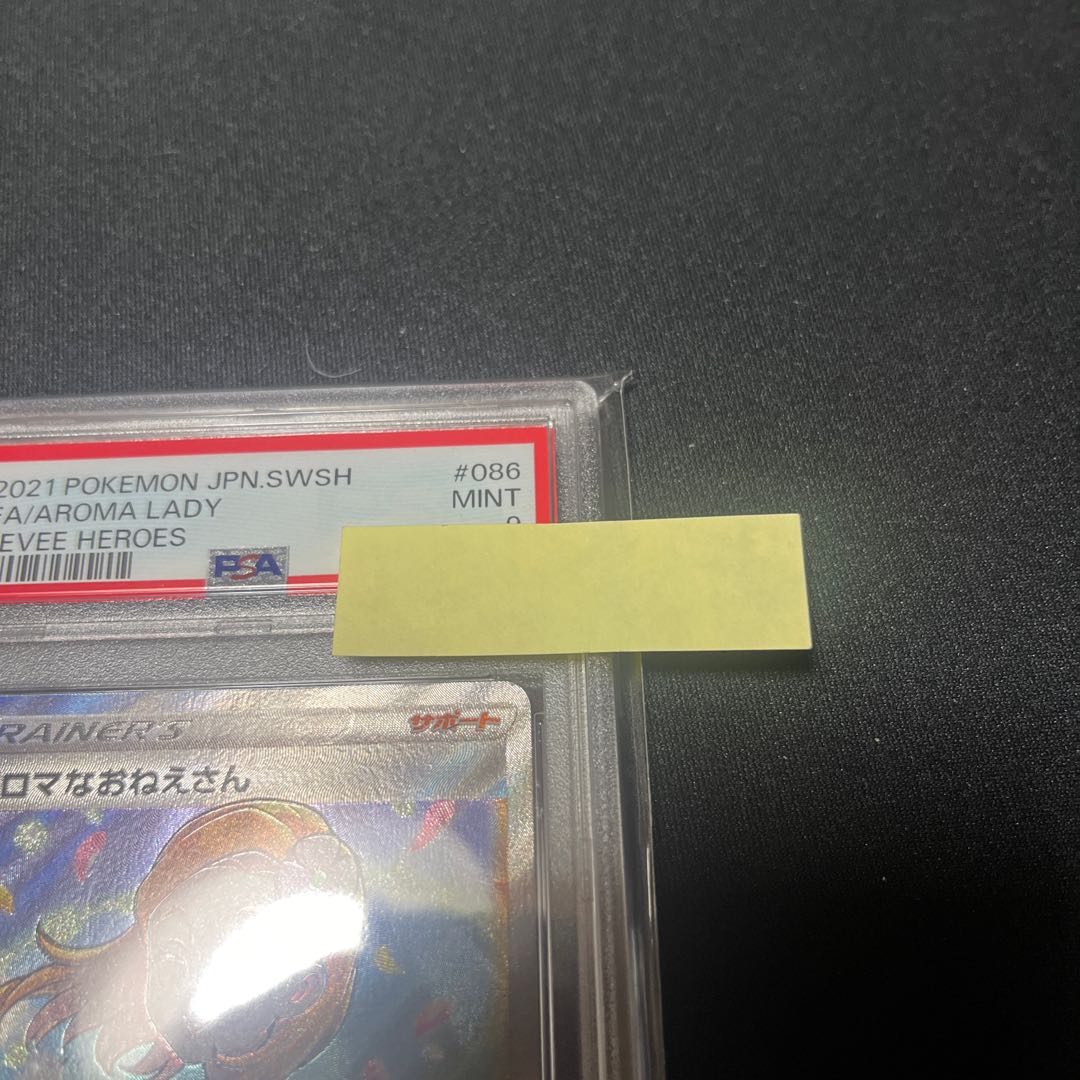 2021 POKEMON JPN.SWSH #086
FA/AROMA LADY MINT
EVEE HEROES 9
PSA
RAINER'S サポート
ロマなおねえさん